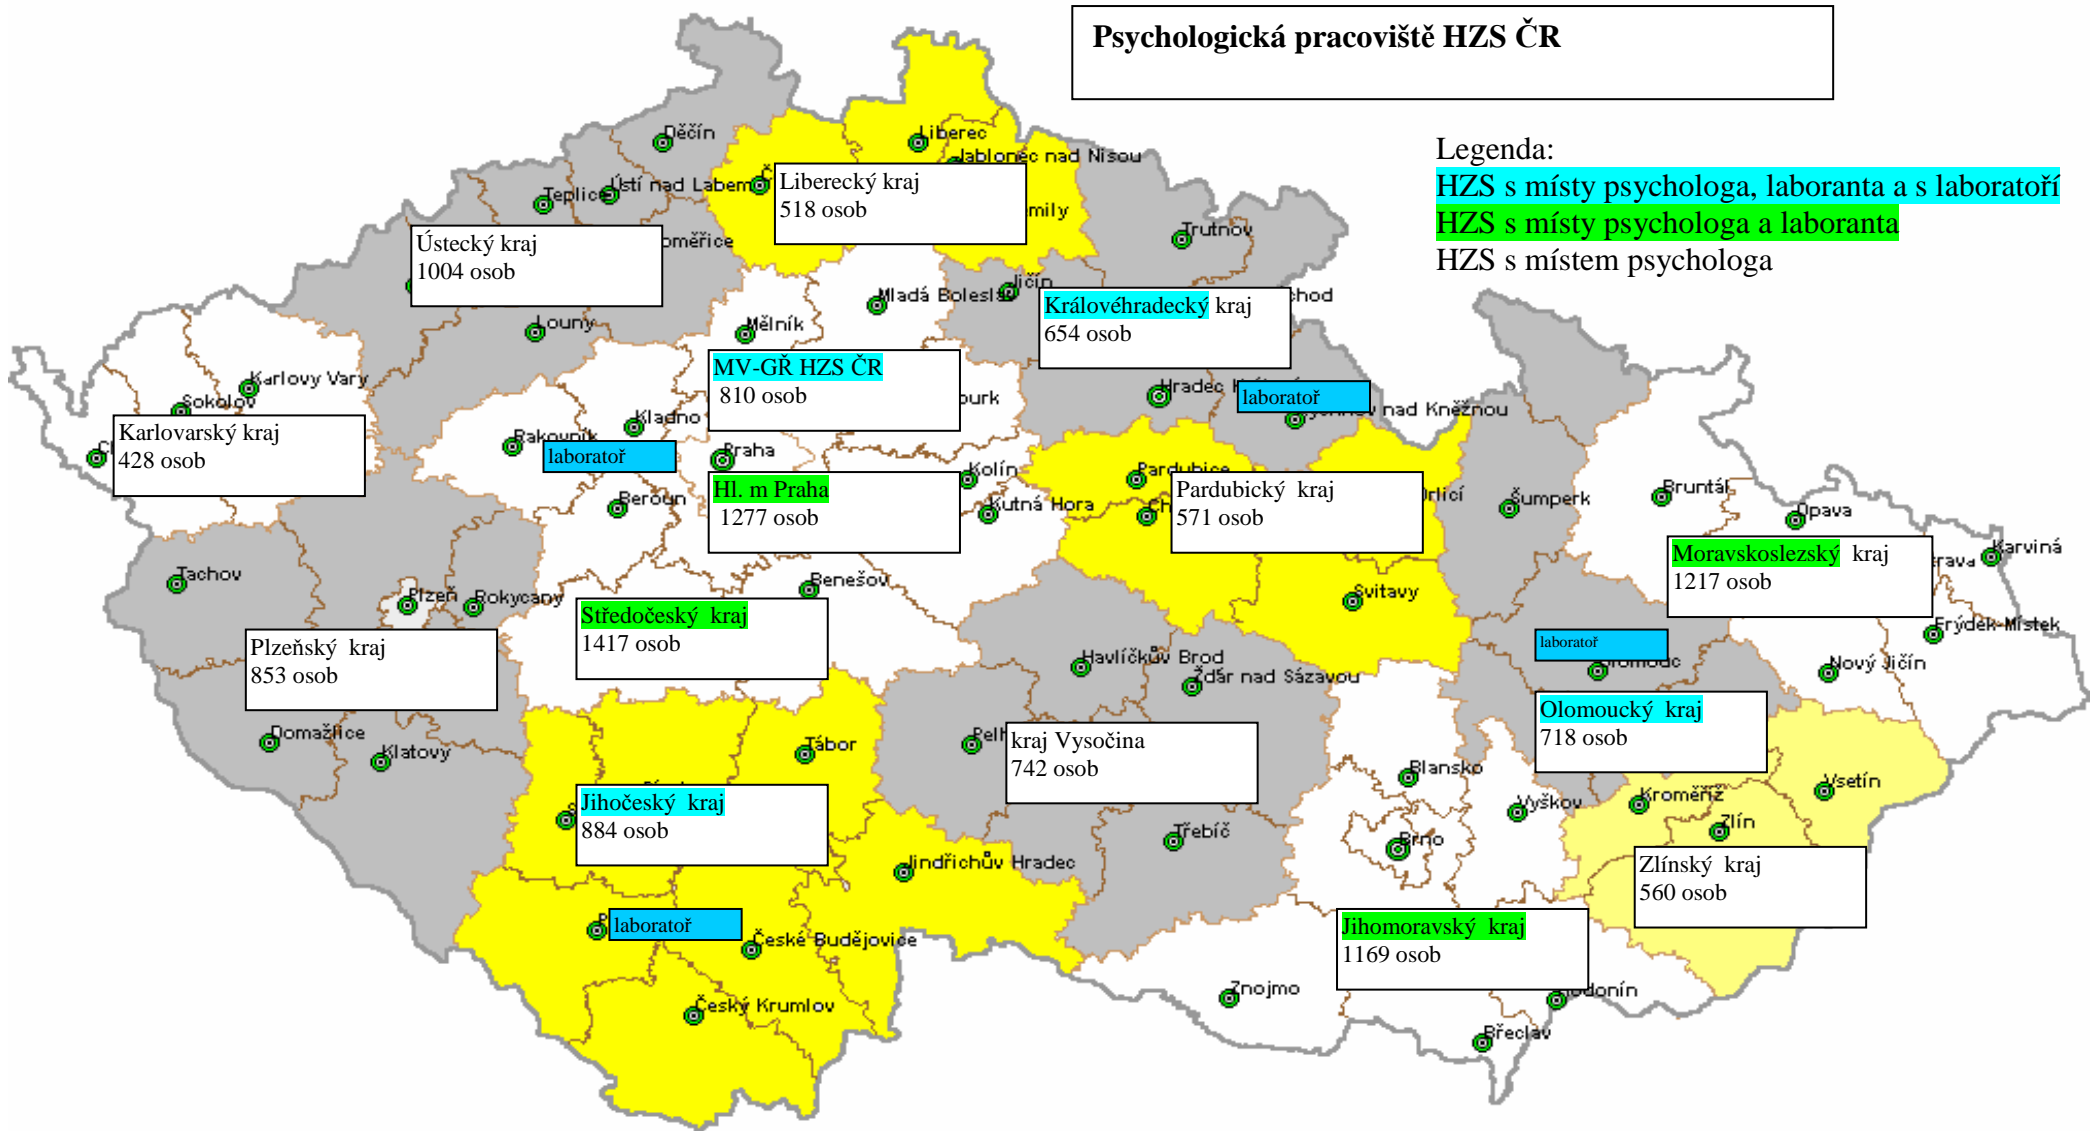 Psychologická pracoviště HZS ČR
Legenda:
HZS s místy psychologa, laboranta a s laboratoří
HZS s místy psychologa a laboranta
HZS s místem psychologa
Děčín
Liberec
Jablonec nad Nisou
Teplice
Ústí nad Labem
Liberecký kraj
518 osob
Trutnov
Ústecký kraj
1004 osob
Jičín
Mladá Boleslav
Královéhradecký kraj
654 osob
Louny
Mělník
MV-GŘ HZS ČR
810 osob
Karlovy Vary
Sokolov
Hradec
laboratoř
nad Kněžnou
Karlovarský kraj
428 osob
Kladno
Rakovník
laboratoř
Praha
Kolín
Pardubice
Hl. m Praha
1277 osob
Pardubický kraj
571 osob
Beroun
Kutná Hora
Šumperk
Bruntál
Opava
Karviná
Moravskoslezský kraj
1217 osob
Tachov
Plzeň
Rokycany
Benešov
Svitavy
Středočeský kraj
1417 osob
Plzeňský kraj
853 osob
Frýdek-Místek
laboratoř
Olomouc
Nový Jičín
Havlíčkův Brod
Žďár nad Sázavou
Olomoucký kraj
718 osob
Domažlice
Klatovy
Tábor
kraj Vysočina
742 osob
Blansko
Vyškov
Kroměříž
Vsetín
Zlín
Jihočeský kraj
884 osob
Třebíč
Brno
Jindřichův Hradec
Zlínský kraj
560 osob
laboratoř
České Budějovice
Jihomoravský kraj
1169 osob
Znojmo
Český Krumlov
Břeclav